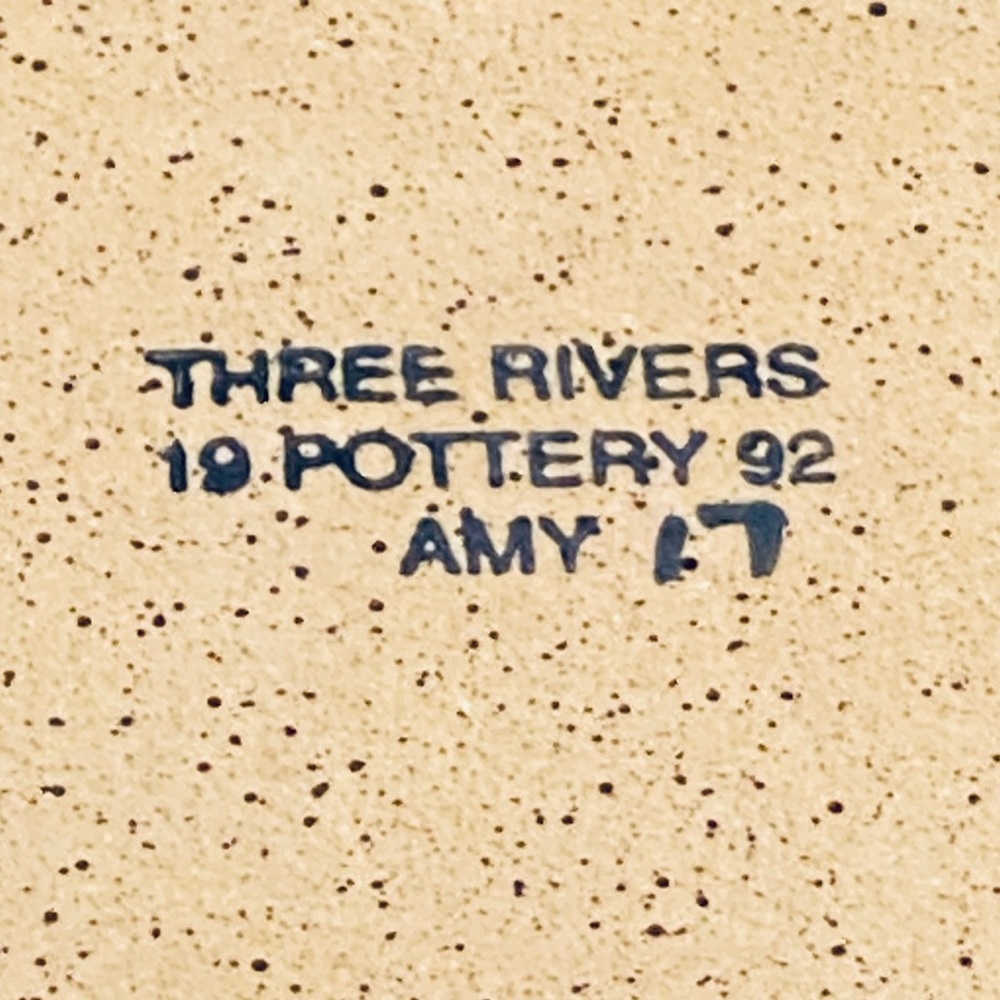 THREE RIVERS
19 POTTERY 92
AMY 17